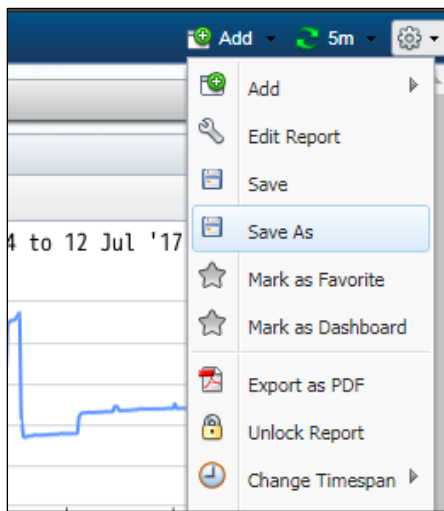 Add 5m
Add
Edit Report
Save
4 to 12 Jul '17
Save As
Mark as Favorite
Mark as Dashboard
Export as PDF
Unlock Report
Change Timespan